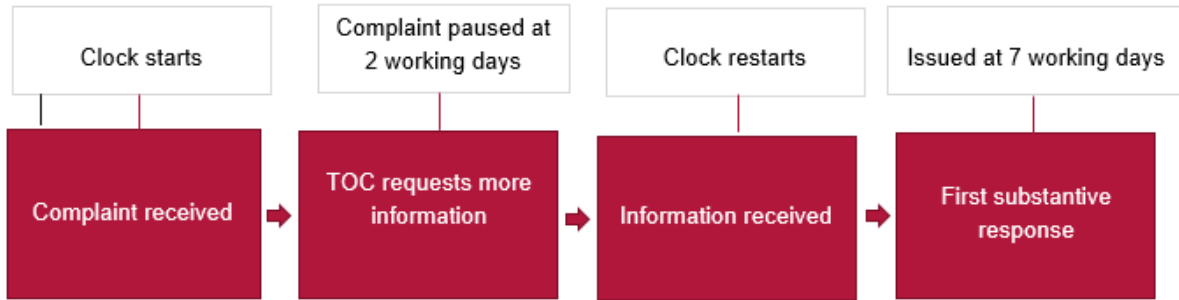 Clock starts
Complaint paused at
2 working days
Clock restarts
Issued at 7 working days
Complaint received
TOC requests more
information
Information received
First substantive
response